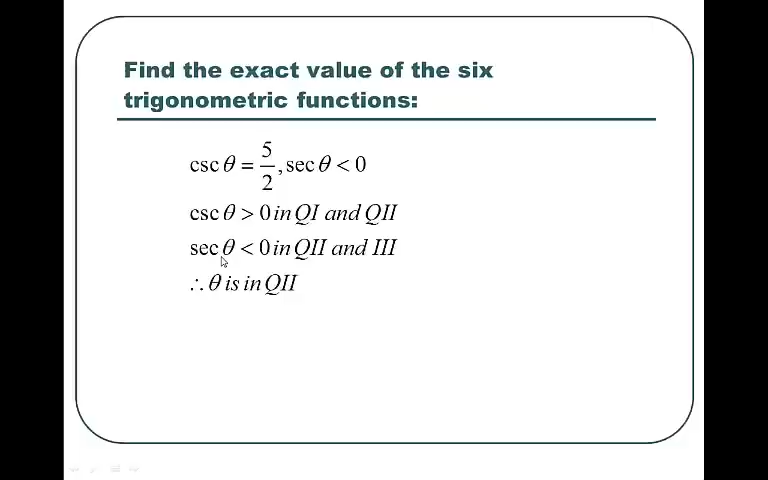 Find the exact value of the six
trigonometric functions:
csc θ = 5/2, sec θ < 0
csc θ > 0 in QI and QII
sec θ < 0 in QII and III
∴ θ is in QII